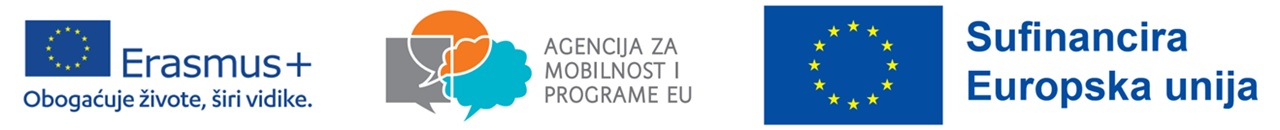 Erasmus+
Obogaćuje živote, širi vidike.
AGENCIJA ZA
MOBILNOST I
PROGRAME EU
Sufinancira
Europska unija